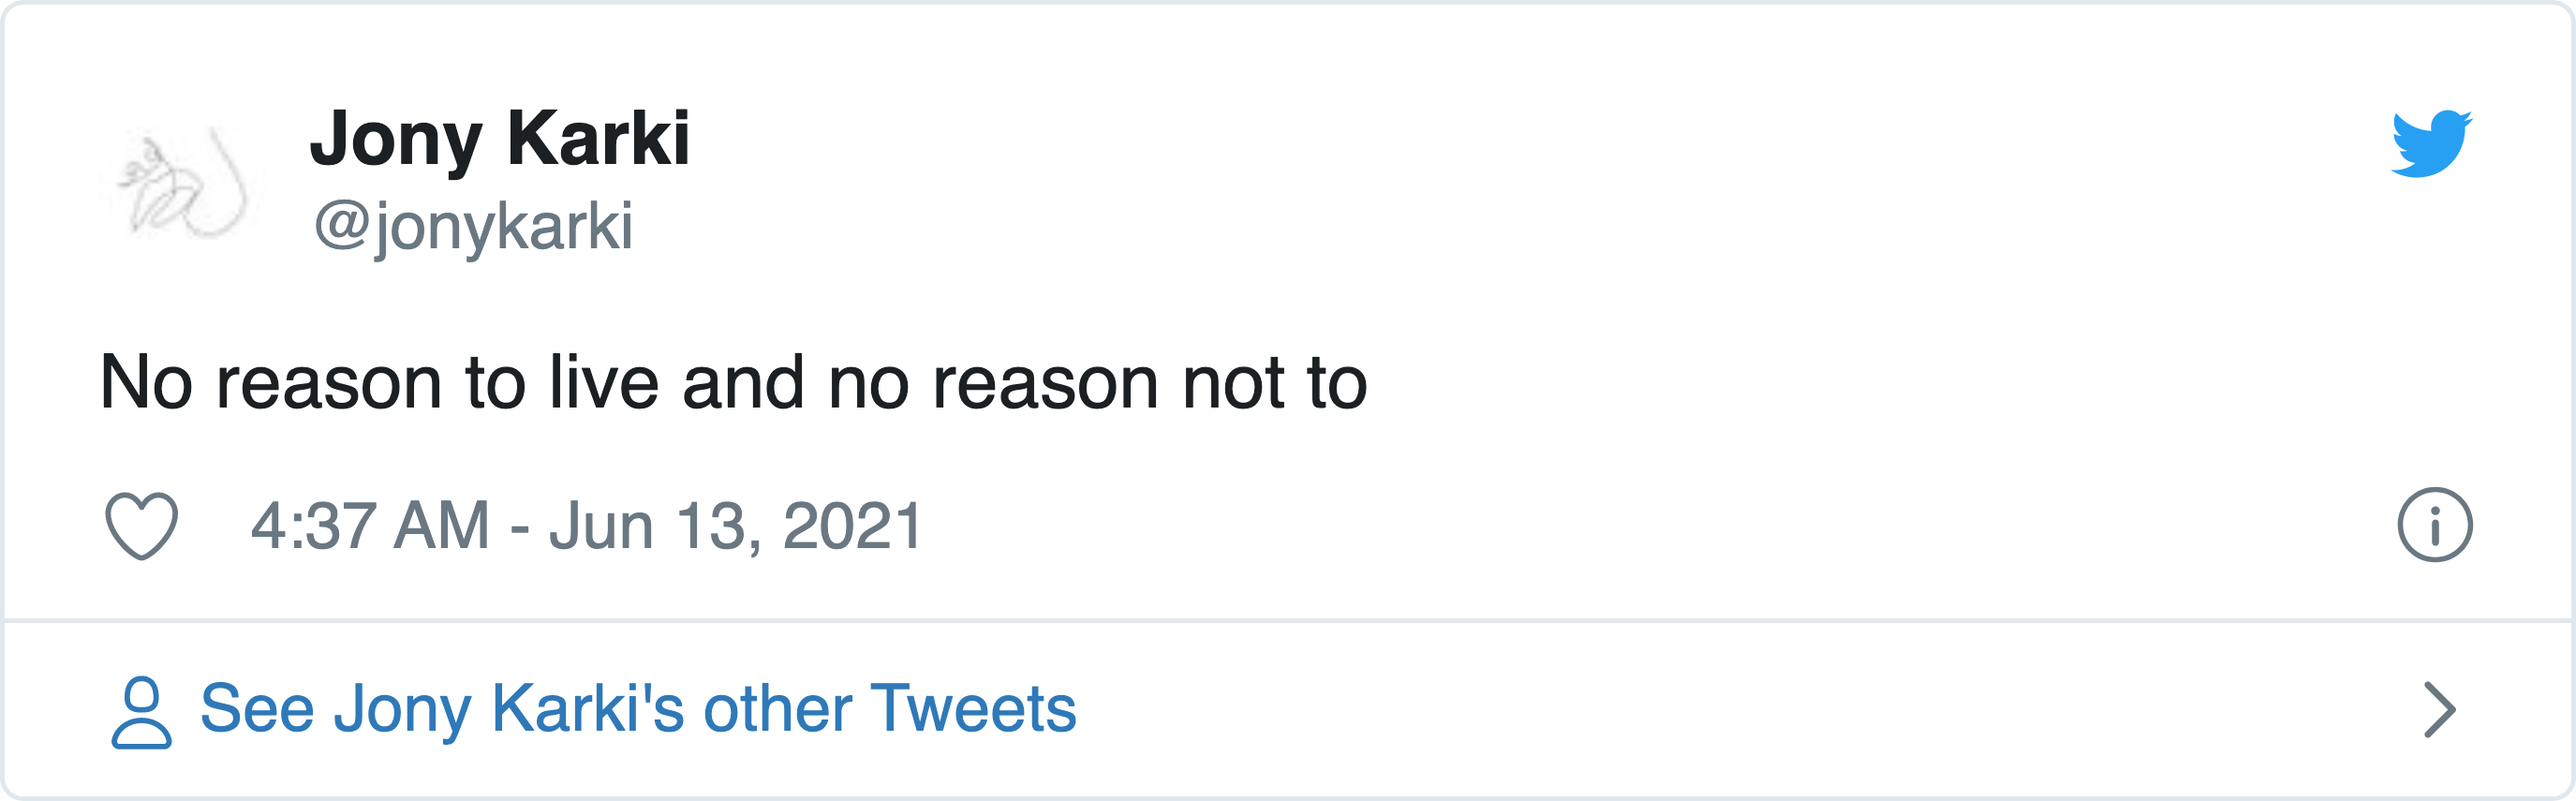 Jony Karki
@jonykarki
No reason to live and no reason not to
4:37 AM - Jun 13, 2021
See Jony Karki's other Tweets